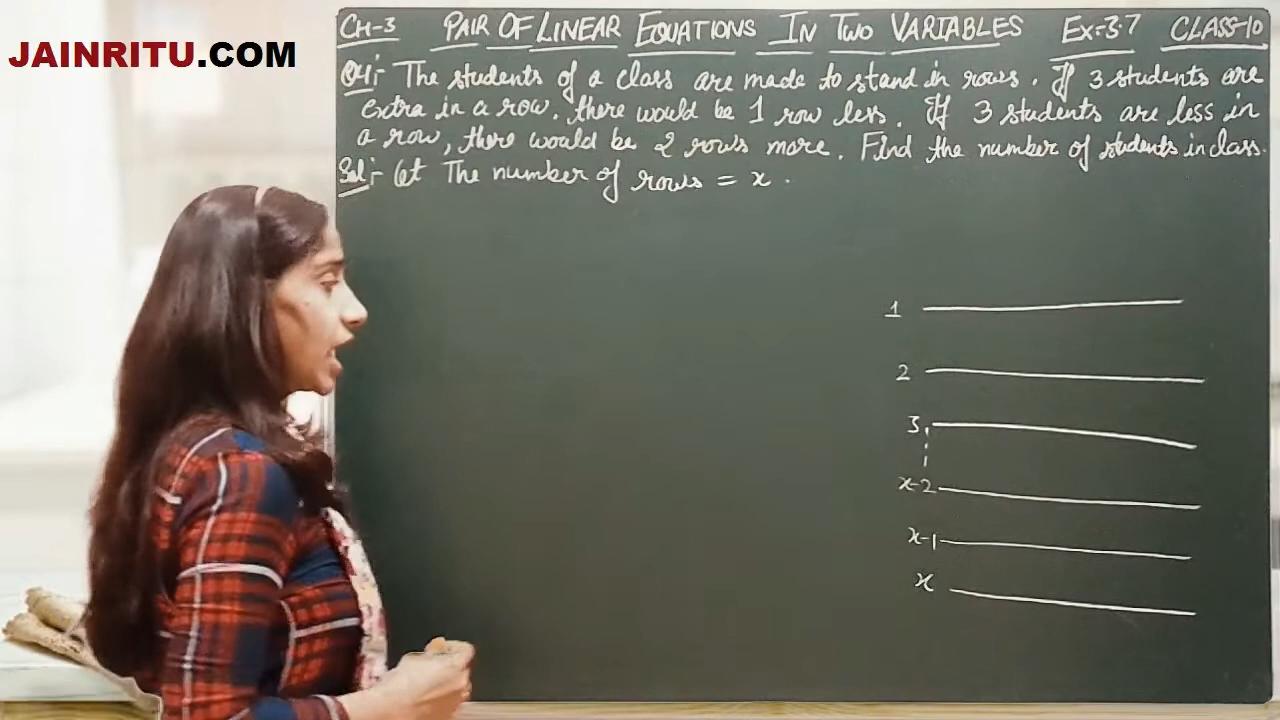 JAINRITU.COM
CH-3 PAIR OF LINEAR EQUATIONS IN TWO VARIABLES EX-3.7 CLASS-10
Q4:- The students of a class are made to stand in rows. If 3 students are
extra in a row, there would be 1 row less. If 3 students are less in
a row, there would be 2 rows more. Find the number of students in class.
Sol:- Let The number of rows = x.
1
2
3
x-2
x-1
x